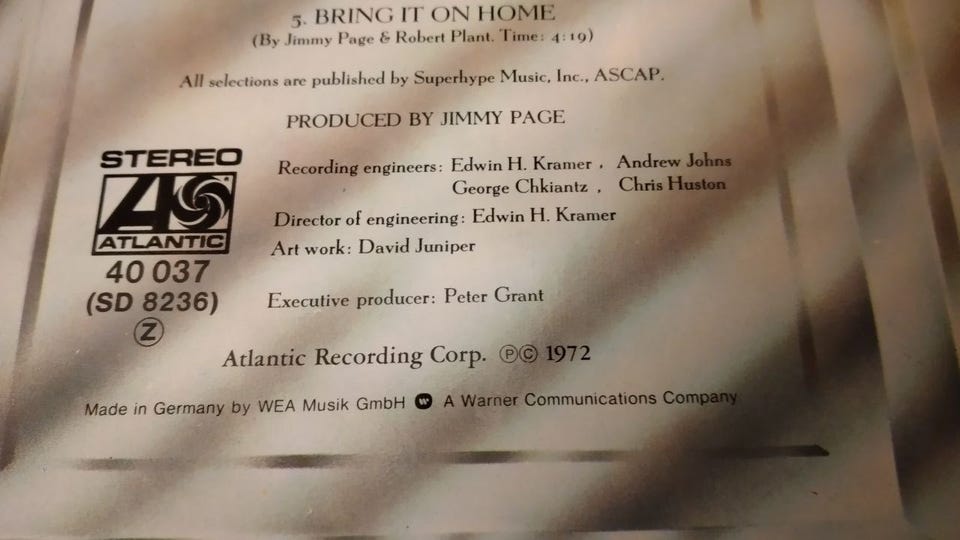 5. BRING IT ON HOME
(By Jimmy Page & Robert Plant. Time: 4:19)
All selections are published by Superhype Music, Inc., ASCAP.
PRODUCED BY JIMMY PAGE
STEREO
ATLANTIC
40 037
(SD 8236)
Ⓩ
Recording engineers: Edwin H. Kramer , Andrew Johns
George Chkiantz , Chris Huston
Director of engineering: Edwin H. Kramer
Art work: David Juniper
Executive producer: Peter Grant
Atlantic Recording Corp. ℗© 1972
Made in Germany by WEA Musik GmbH W A Warner Communications Company